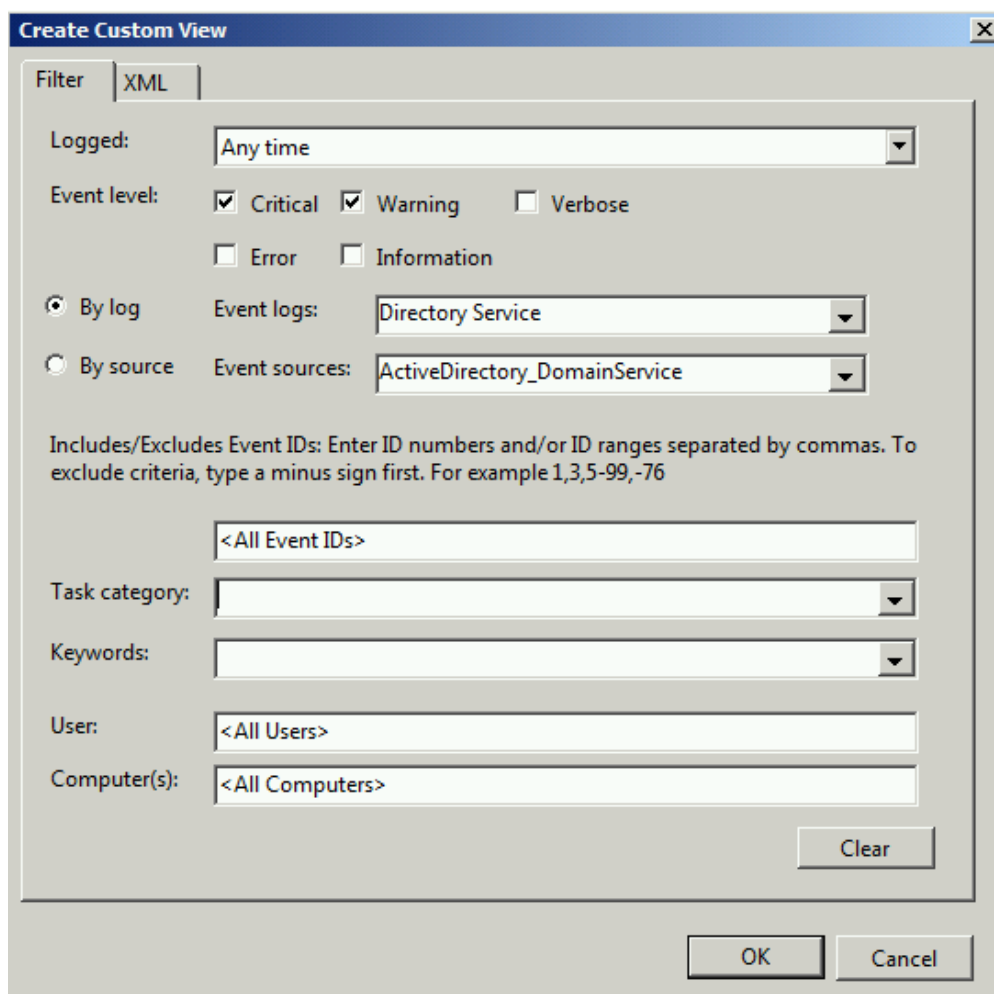 Create Custom View
Filter XML
Logged: Any time
Event level: Critical Warning Verbose
Error Information
By log Event logs: Directory Service
By source Event sources: ActiveDirectory_DomainService
Includes/Excludes Event IDs: Enter ID numbers and/or ID ranges separated by commas. To
exclude criteria, type a minus sign first. For example 1,3,5-99,-76
<All Event IDs>
Task category:
Keywords:
User: <All Users>
Computer(s): <All Computers>
Clear
OK Cancel